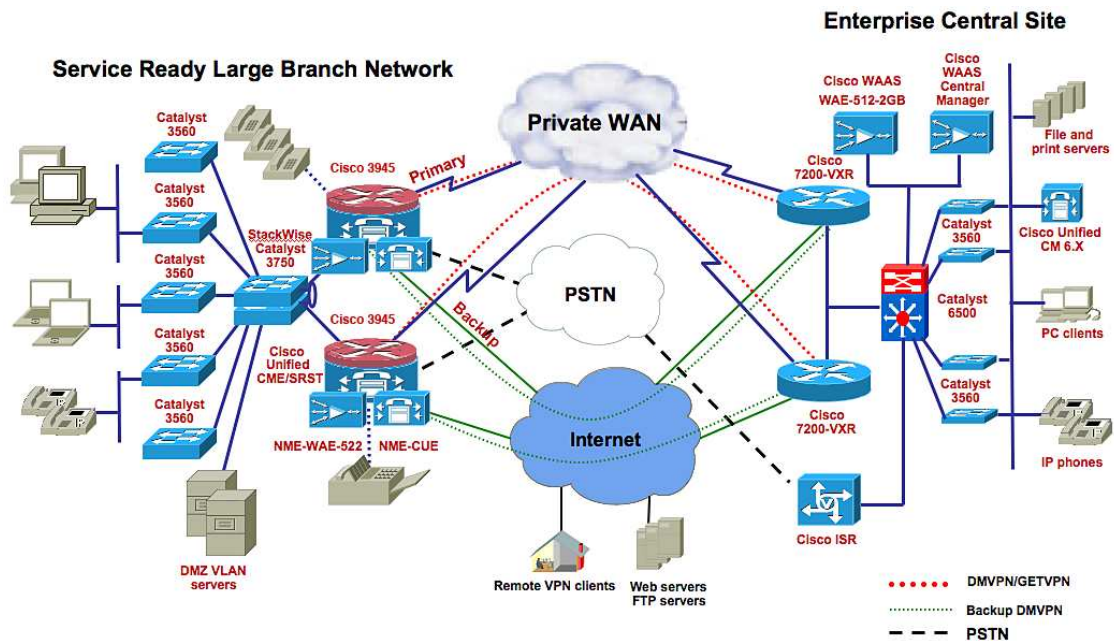 Enterprise Central Site
Service Ready Large Branch Network
Cisco WAAS
WAE-512-2GB
Cisco
WAAS
Central
Manager
File and
print servers
Private WAN
Catalyst
3560
Cisco 3945
Primary
Cisco
7200-VXR
Catalyst
3560
StackWise
Catalyst
3750
Catalyst
3560
Cisco Unified
CM 6.X
Catalyst
3560
PSTN
Catalyst
6500
PC clients
Cisco 3945
Backup
Catalyst
3560
Cisco
Unified
CME/SRST
Catalyst
3560
Catalyst
3560
Cisco
7200-VXR
Internet
NME-WAE-522
NME-CUE
IP phones
Cisco ISR
DMZ VLAN
servers
Remote VPN clients
Web servers
FTP servers
DMVPN/GETVPN
Backup DMVPN
PSTN